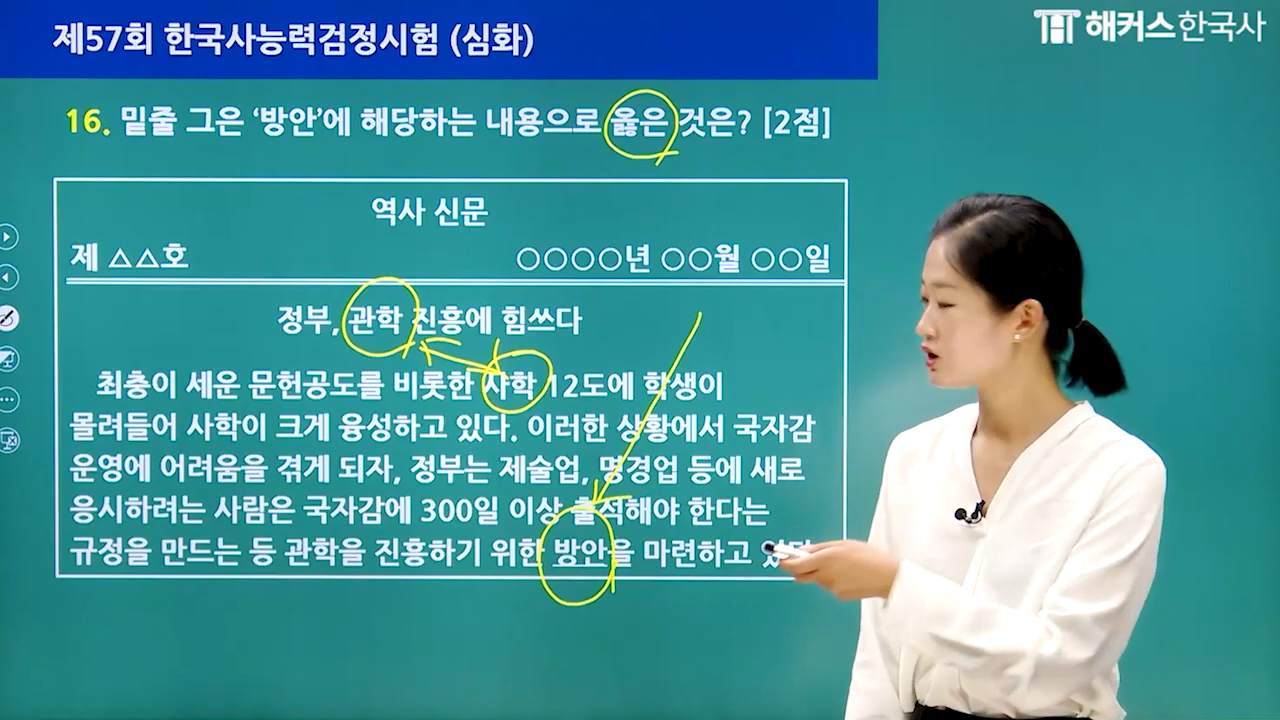 제57회 한국사능력검정시험 (심화)
해커스한국사
16. 밑줄 그은 ‘방안’에 해당하는 내용으로 옳은 것은? [2점]
역사 신문
제 △△호 ○○○○년 ○○월 ○○일
정부, 관학 진흥에 힘쓰다
최충이 세운 문헌공도를 비롯한 사학 12도에 학생이
몰려들어 사학이 크게 융성하고 있다. 이러한 상황에서 국자감
운영에 어려움을 겪게 되자, 정부는 제술업, 명경업 등에 새로
응시하려는 사람은 국자감에 300일 이상 출석해야 한다는
규정을 만드는 등 관학을 진흥하기 위한 방안을 마련하고